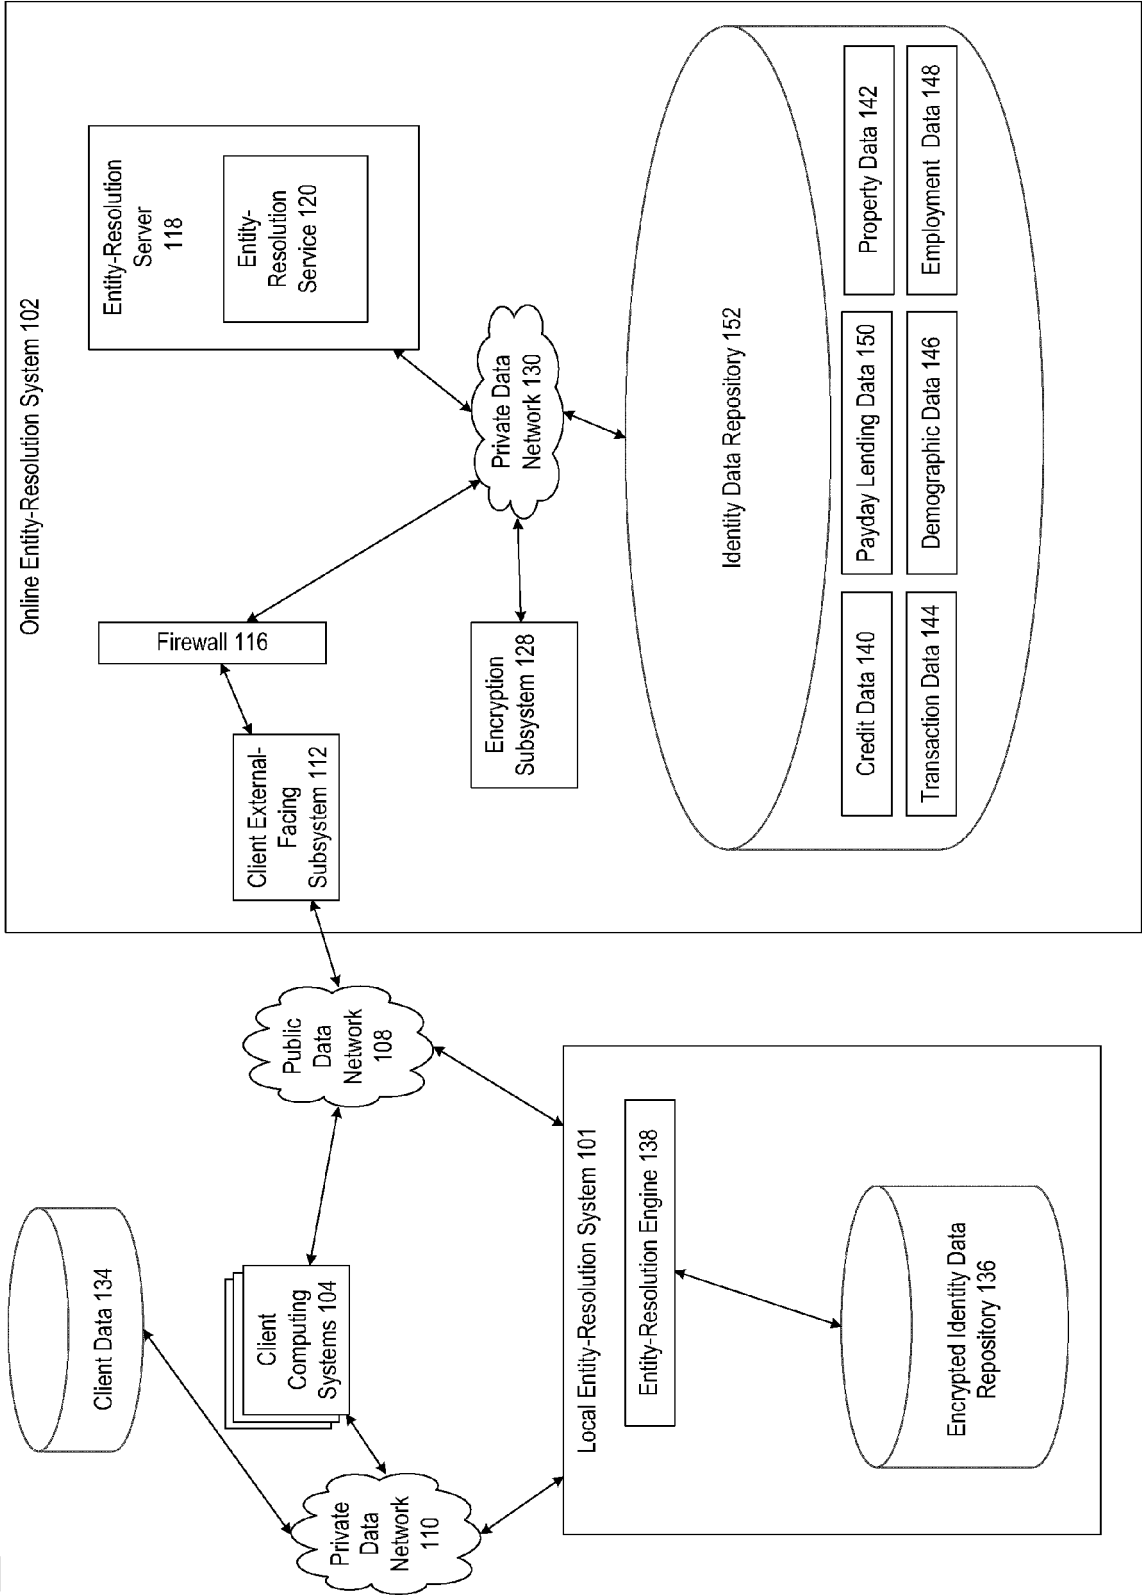 Online Entity-Resolution System 102
Entity-Resolution
Server
118
Entity-
Resolution
Service 120
Firewall 116
Client External-
Facing
Subsystem 112
Private Data
Network 130
Encryption
Subsystem 128
Identity Data Repository 152
Credit Data 140
Payday Lending Data 150
Property Data 142
Transaction Data 144
Demographic Data 146
Employment Data 148
Client Data 134
Public
Data
Network
108
Client
Computing
Systems 104
Private
Data
Network
110
Local Entity-Resolution System 101
Entity-Resolution Engine 138
Encrypted Identity Data
Repository 136